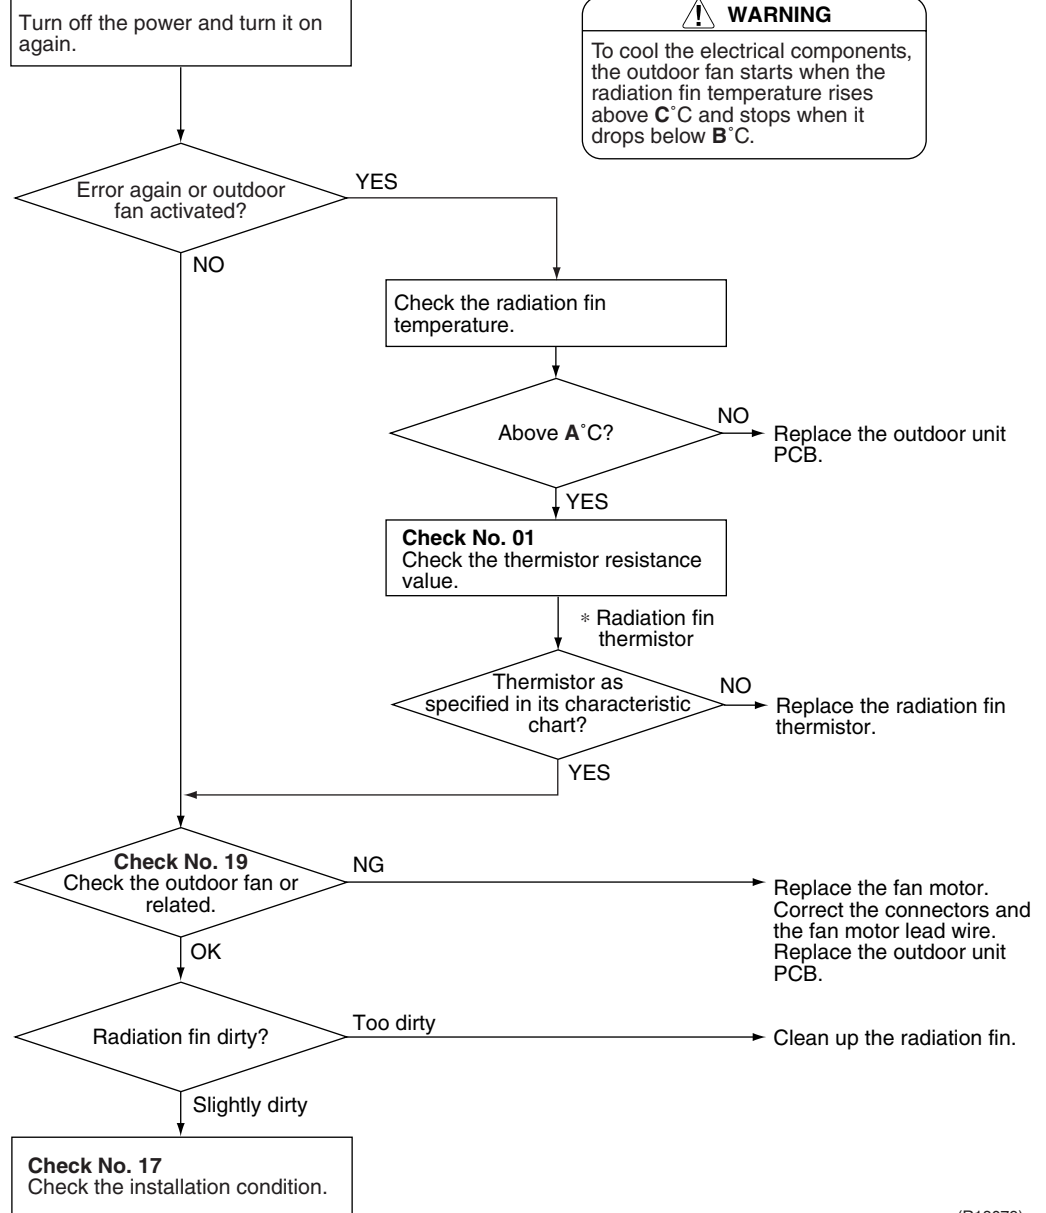 Turn off the power and turn it on
again.
WARNING
To cool the electrical components,
the outdoor fan starts when the
radiation fin temperature rises
above C˚C and stops when it
drops below B˚C.
Error again or outdoor
fan activated?
YES
NO
Check the radiation fin
temperature.
Above A˚C?
NO
Replace the outdoor unit
PCB.
YES
Check No. 01
Check the thermistor resistance
value.
∗ Radiation fin
thermistor
Thermistor as
specified in its characteristic
chart?
NO
Replace the radiation fin
thermistor.
YES
Check No. 19
Check the outdoor fan or
related.
NG
Replace the fan motor.
Correct the connectors and
the fan motor lead wire.
Replace the outdoor unit
PCB.
OK
Radiation fin dirty?
Too dirty
Clean up the radiation fin.
Slightly dirty
Check No. 17
Check the installation condition.